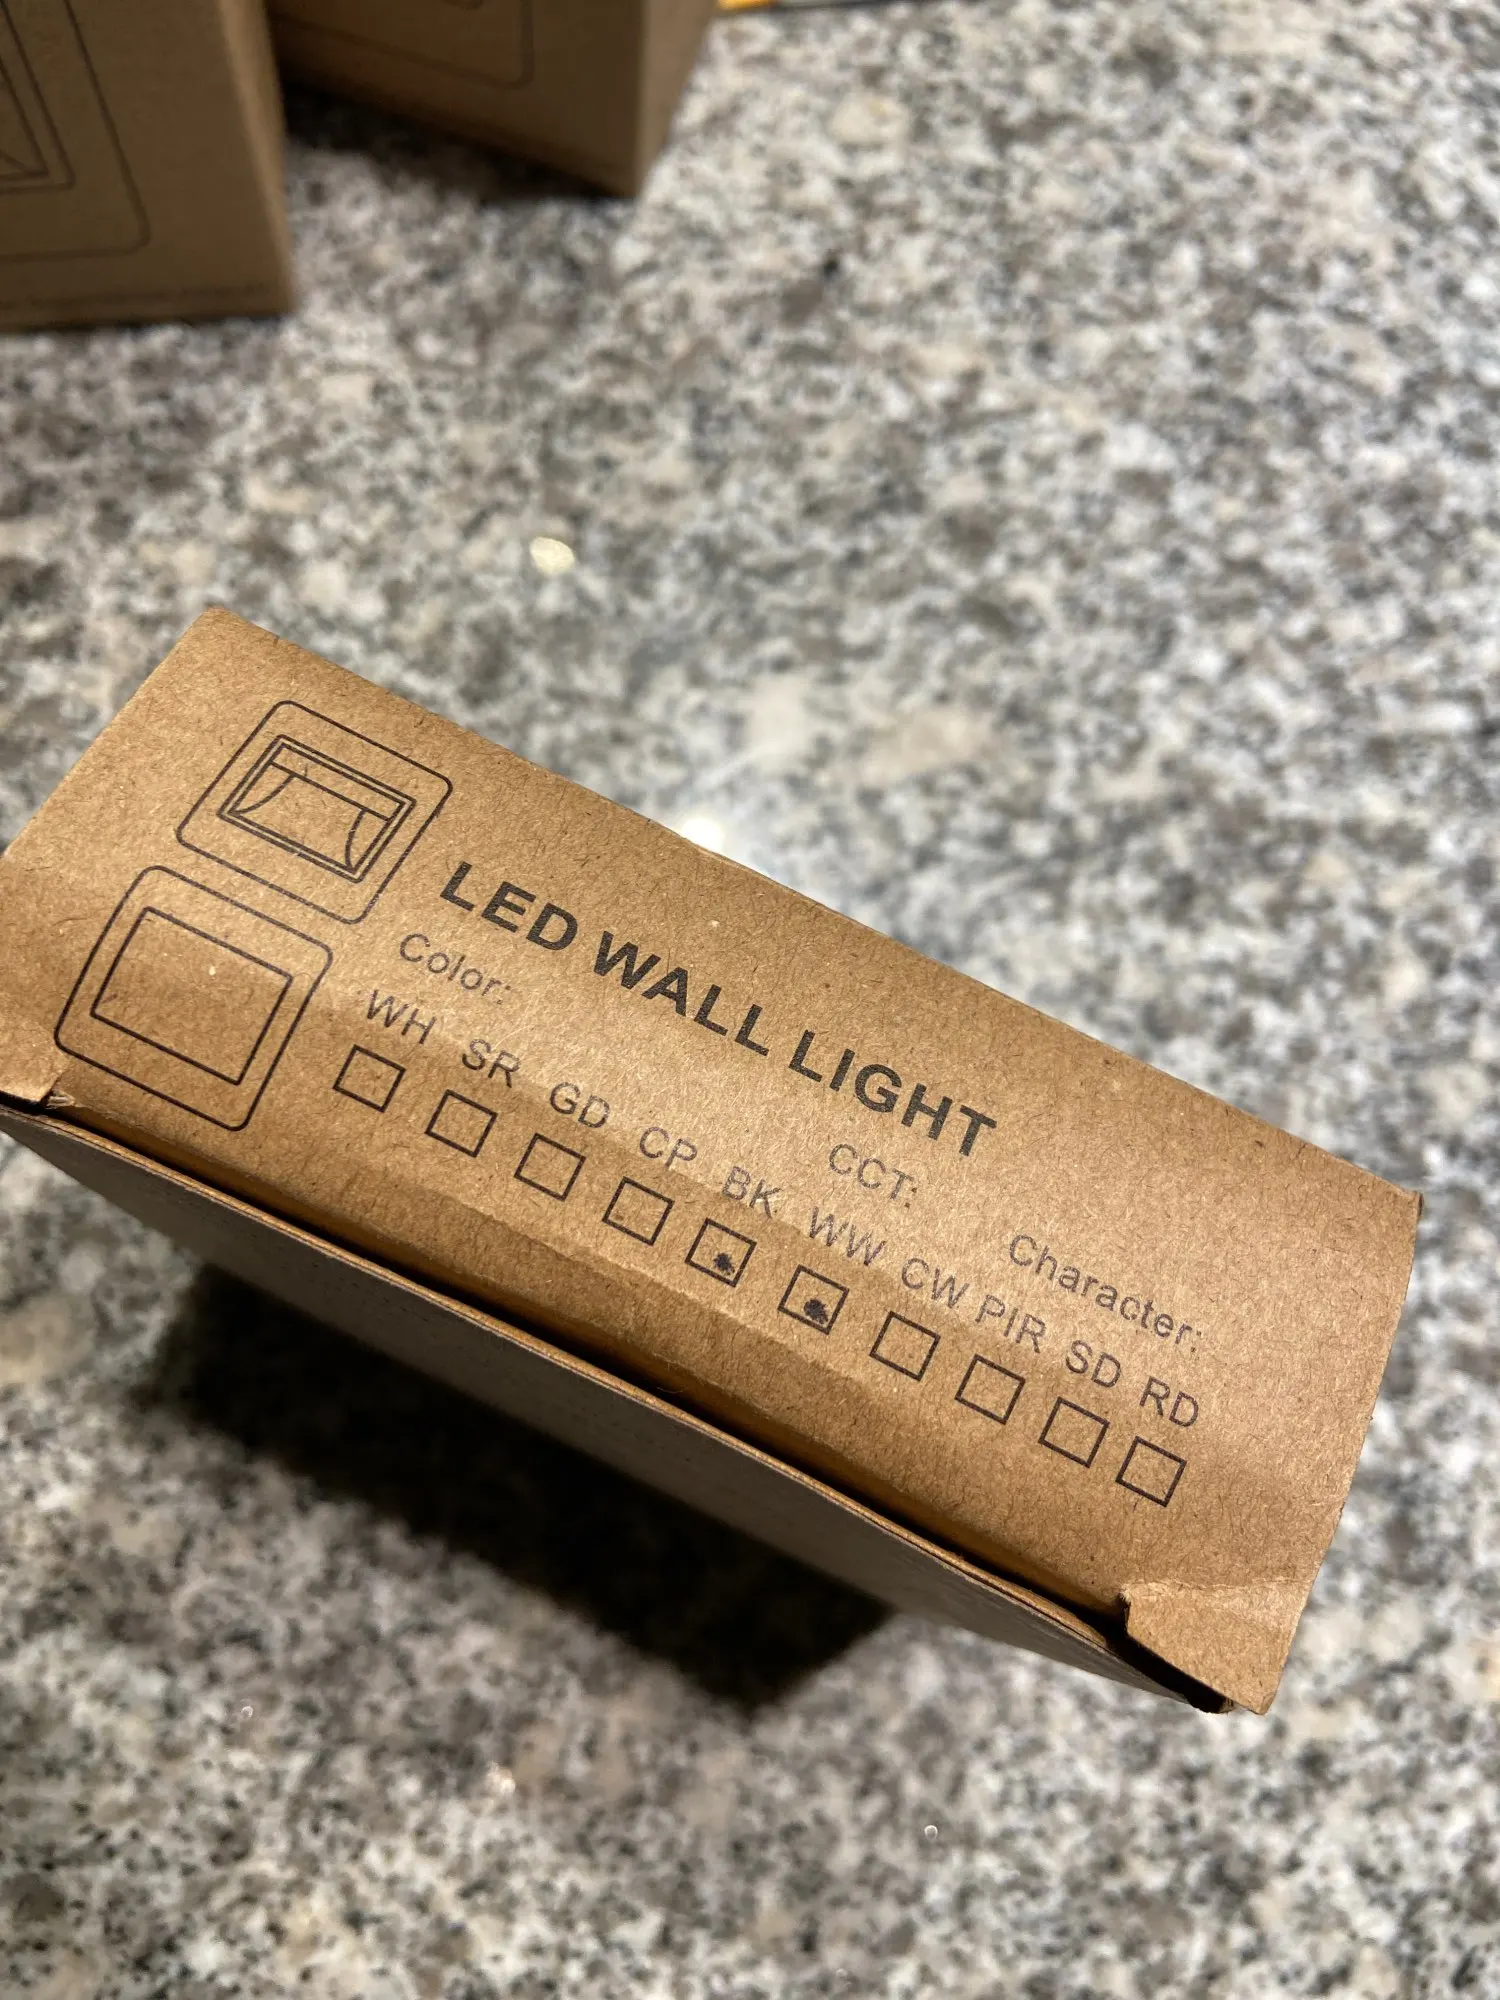 LED WALL LIGHT
Color: CCT: Character:
WH SR GD CP BK WW CW PIR SD RD